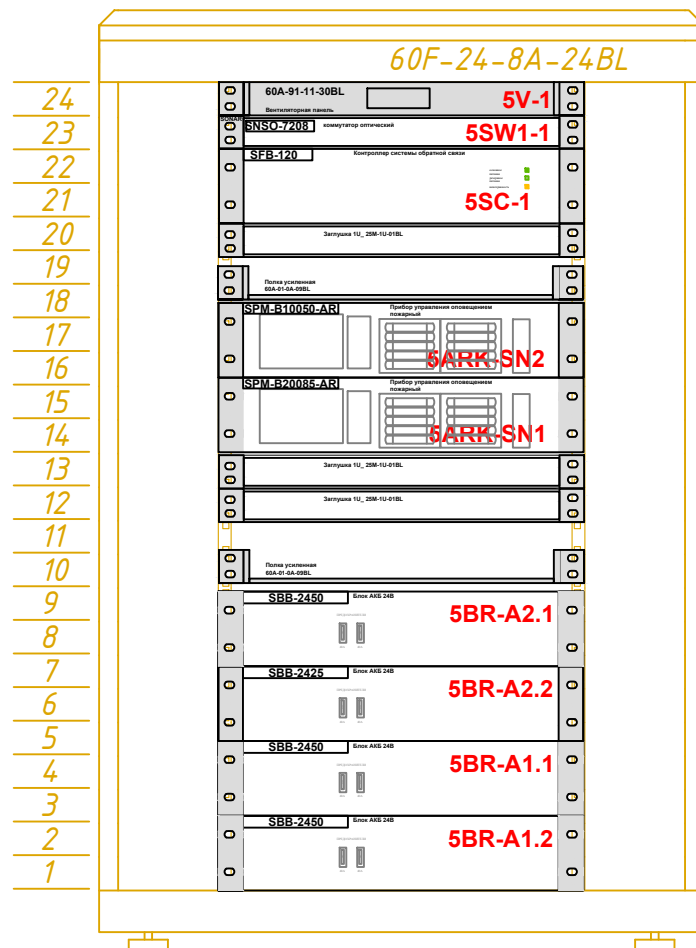 60F-24-8A-24BL
24
60A-91-11-30BL
5V-1
Вентиляторная панель
23
SONAR
SNSO-7208
коммутатор оптический
5SW1-1
22
SFB-120
Контроллер системы обратной связи
21
5SC-1
20
Заглушка 1U_ 25M-1U-01BL
19
Полка усиленная
60A-01-0A-09BL
18
SPM-B10050-AR
Прибор управления оповещением
пожарный
17
16
5ARK-SN2
SPM-B20085-AR
Прибор управления оповещением
пожарный
15
14
5ARK-SN1
13
Заглушка 1U_ 25M-1U-01BL
12
Заглушка 1U_ 25M-1U-01BL
11
Полка усиленная
60A-01-0A-09BL
10
9
SBB-2450
Блок АКБ 24В
5BR-A2.1
8
7
SBB-2425
Блок АКБ 24В
5BR-A2.2
6
5
SBB-2450
Блок АКБ 24В
5BR-A1.1
4
3
SBB-2450
Блок АКБ 24В
5BR-A1.2
2
1